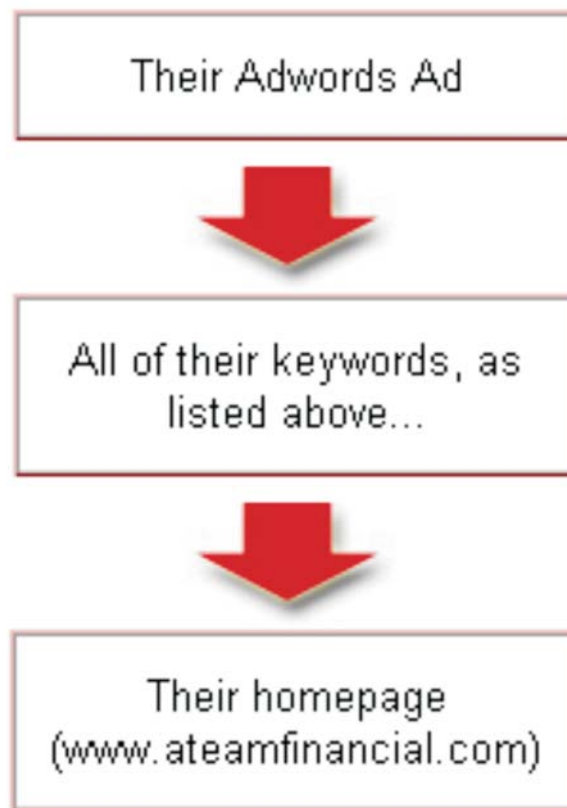 Their Adwords Ad
All of their keywords, as
listed above...
Their homepage
(www.ateamfinancial.com)